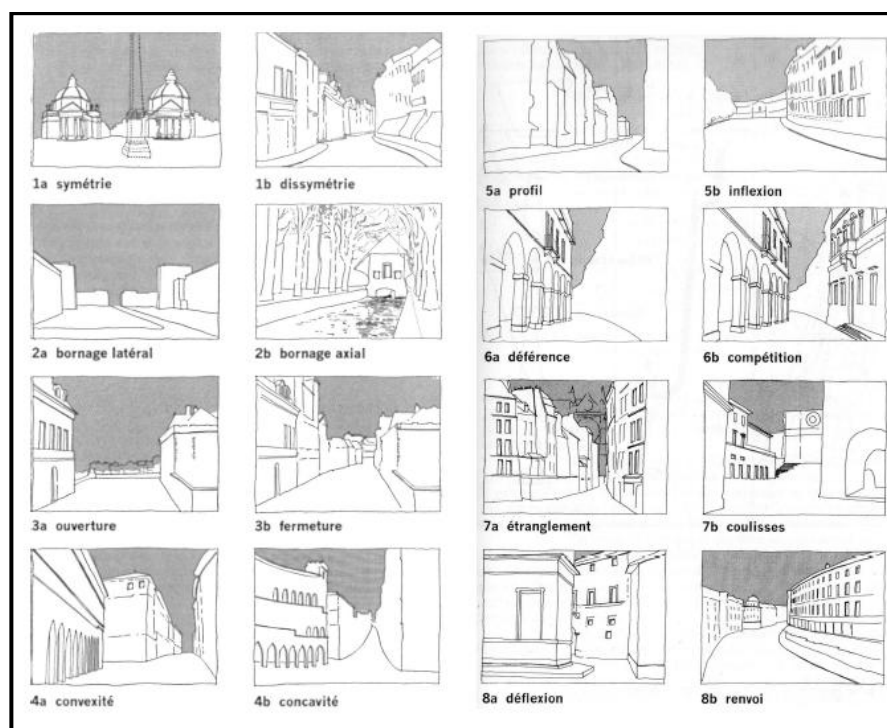 1a symétrie
1b dissymétrie
2a bornage latéral
2b bornage axial
3a ouverture
3b fermeture
4a convexité
4b concavité
5a profil
5b inflexion
6a déférence
6b compétition
7a étranglement
7b coulisses
8a déflexion
8b renvoi